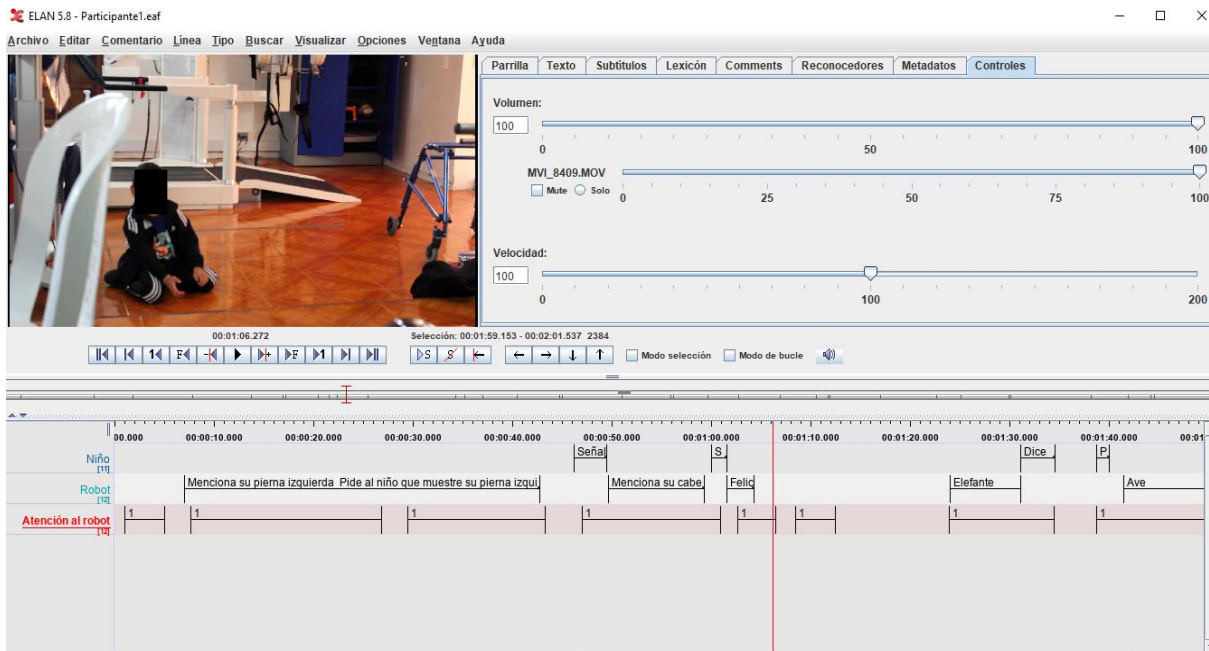 ELAN 5.8 - Participante1.eaf
Archivo Editar Comentario Línea Tipo Buscar Visualizar Opciones Ventana Ayuda
Parrilla Texto Subtítulos Lexicón Comments Reconocedores Metadatos Controles
Volumen:
100
0 50 100
MVI_8409.MOV
Mute Solo
0 25 50 75 100
Velocidad:
100
0 100 200
00:01:06.272 Selección: 00:01:59.153 - 00:02:01.537 2384
1 F F 1 S S
Modo selección Modo de bucle
00.000 00:00:10.000 00:00:20.000 00:00:30.000 00:00:40.000 00:00:50.000 00:01:00.000 00:01:10.000 00:01:20.000 00:01:30.000 00:01:40.000 00:01
Niño Señal S Dice P
[11]
Robot Menciona su pierna izquierda Pide al niño que muestre su pierna izqui Menciona su cabe Felic Elefante Ave
[12]
Atención al robot 1 1 1 1 1 1 1 1
[12]